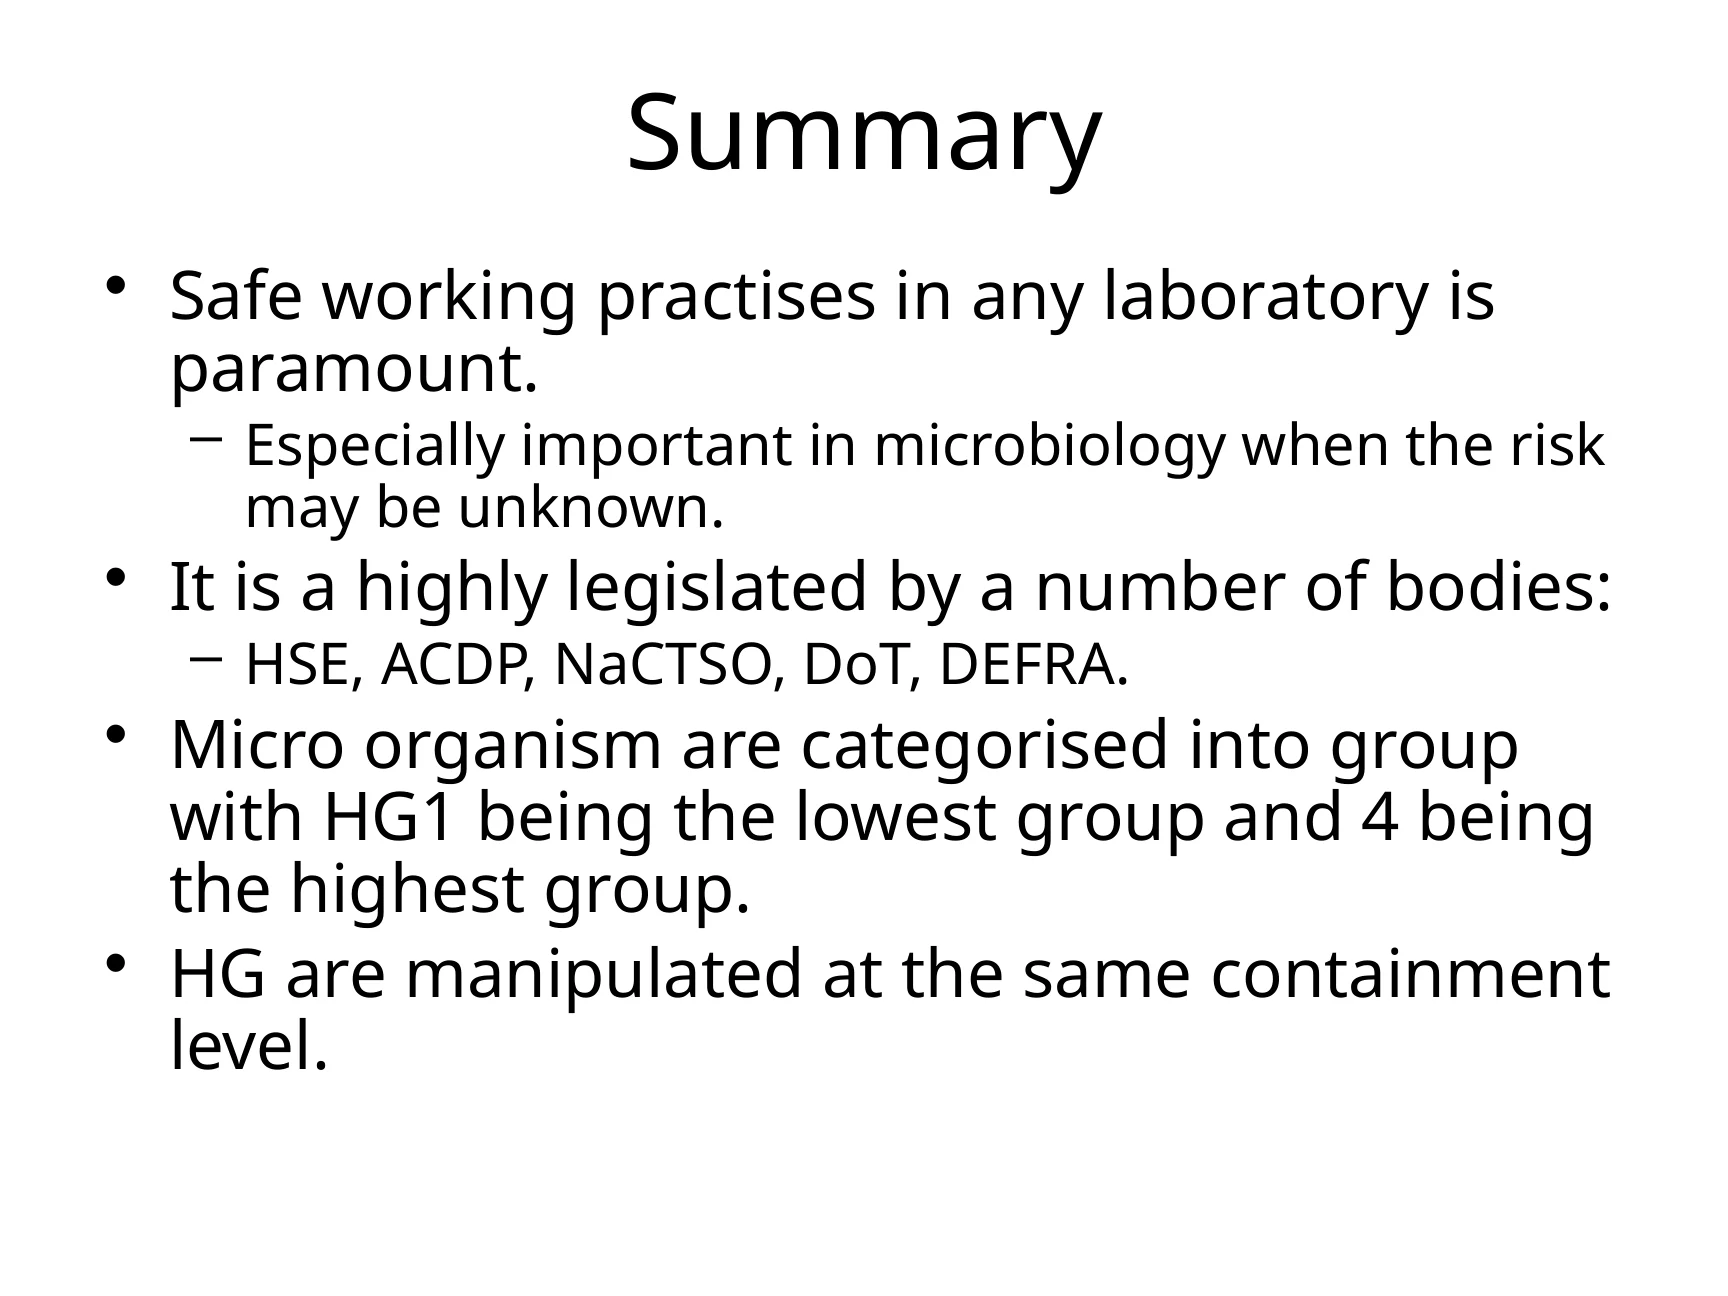 Summary
• Safe working practises in any laboratory is
paramount.
– Especially important in microbiology when the risk
may be unknown.
• It is a highly legislated by a number of bodies:
– HSE, ACDP, NaCTSO, DoT, DEFRA.
• Micro organism are categorised into group
with HG1 being the lowest group and 4 being
the highest group.
• HG are manipulated at the same containment
level.